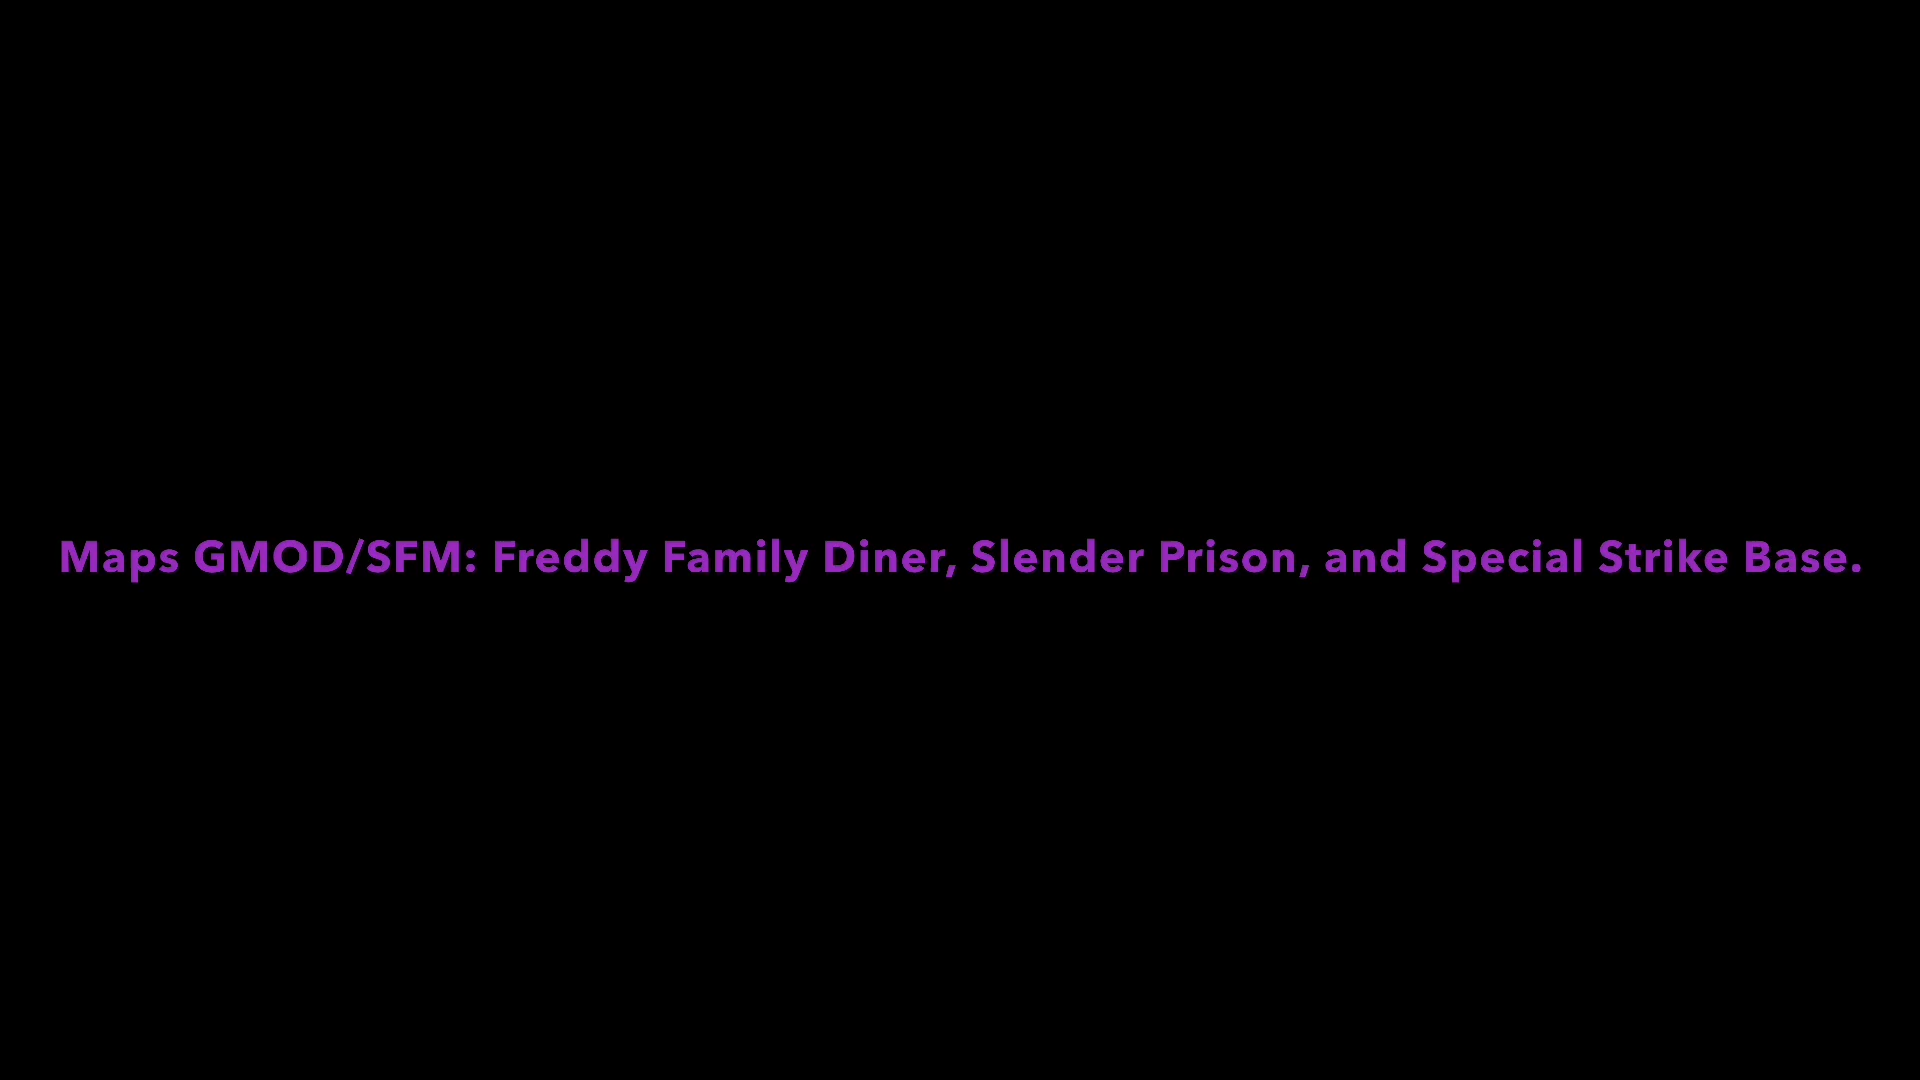 Maps GMOD/SFM: Freddy Family Diner, Slender Prison, and Special Strike Base.